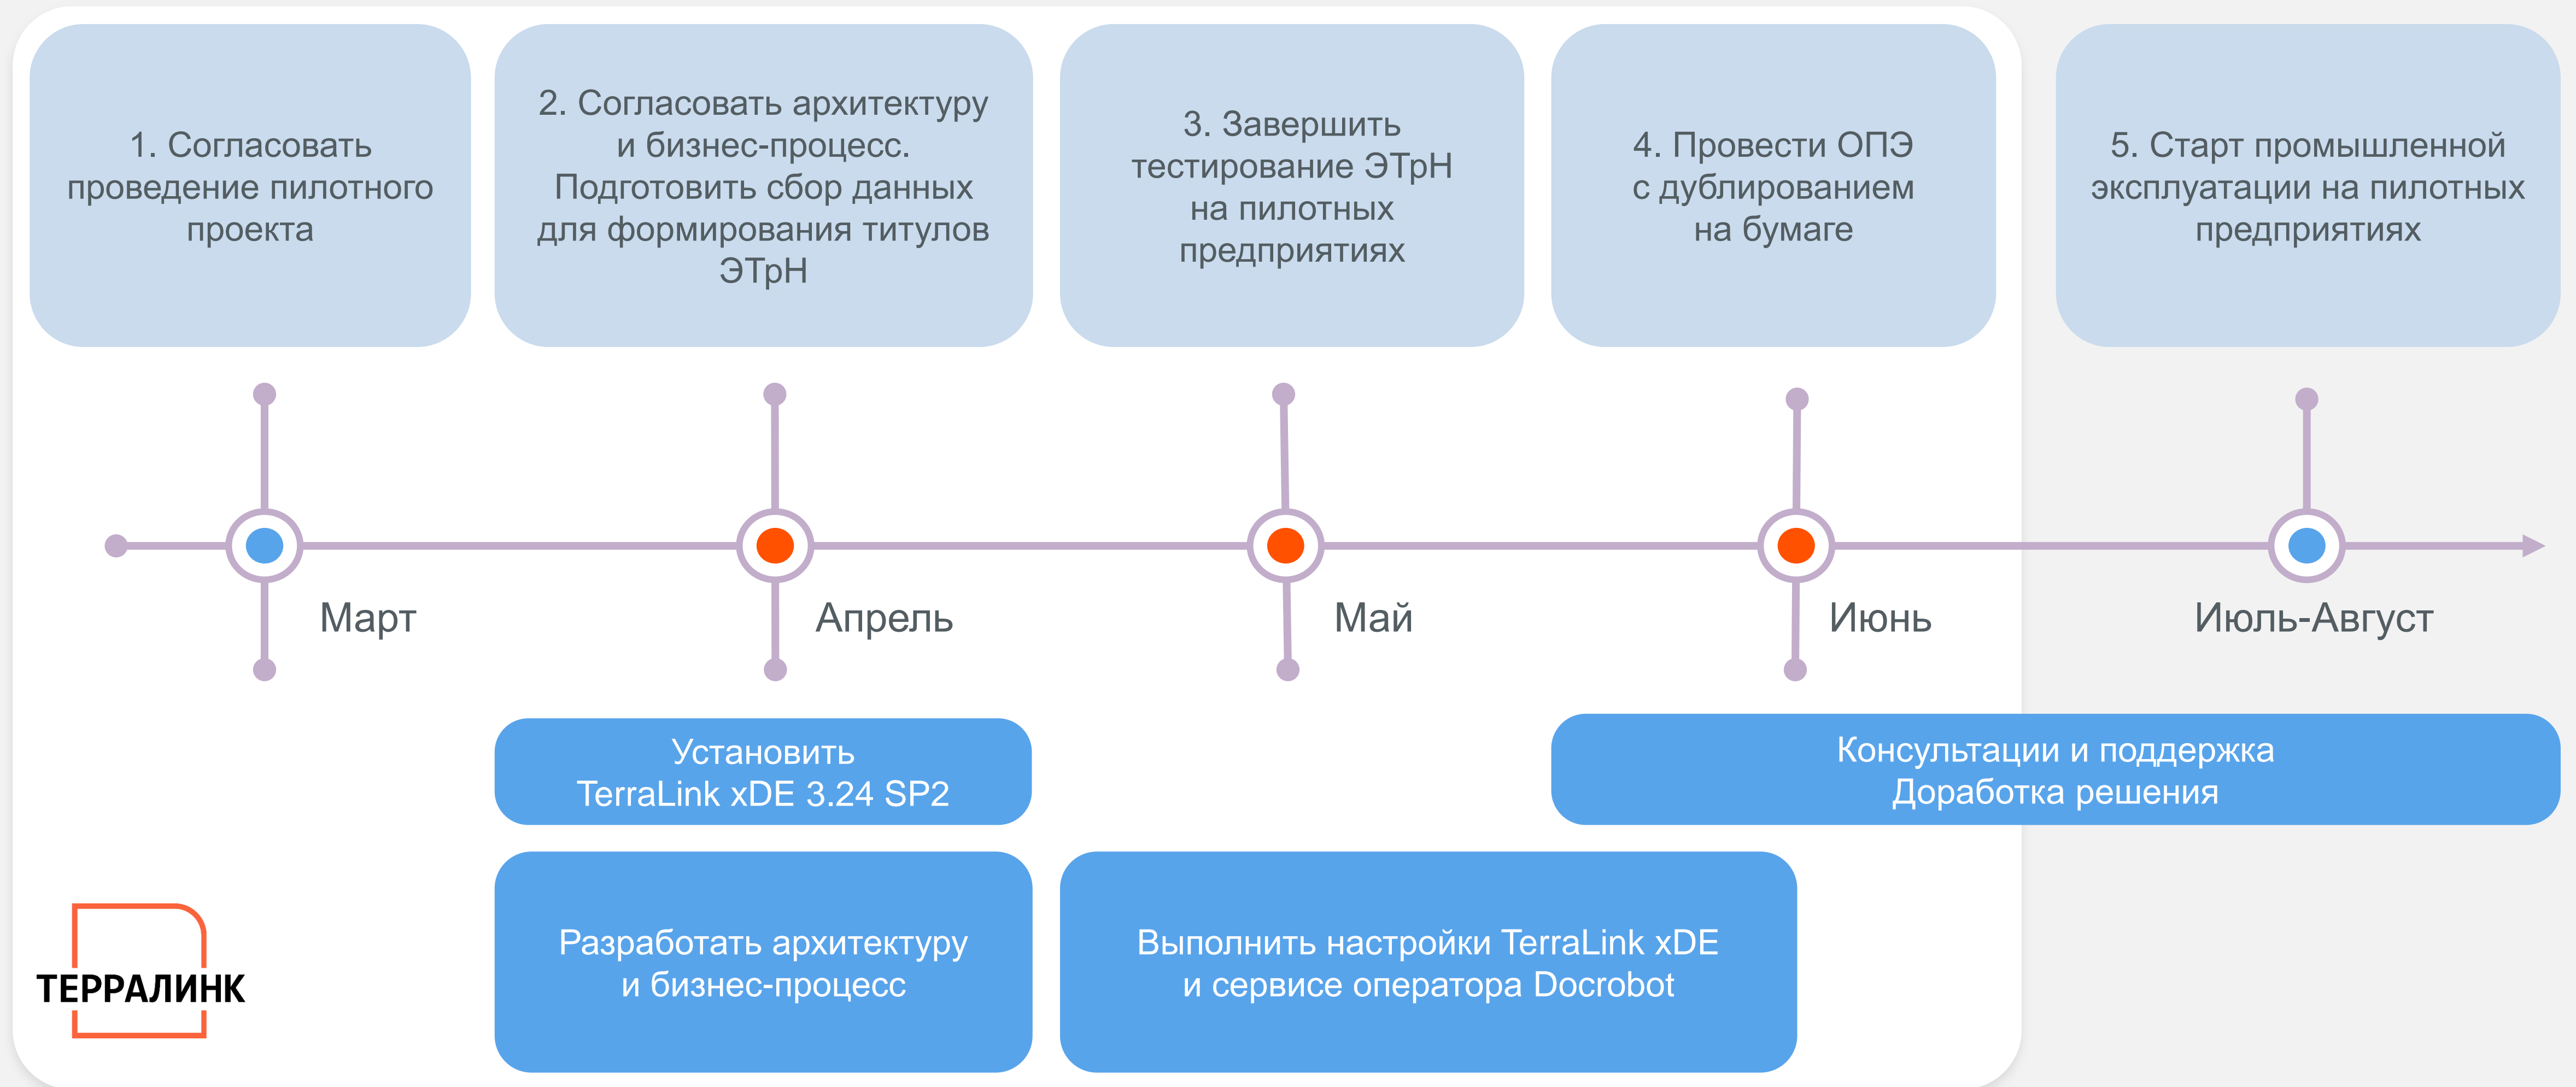 1. Согласовать
проведение пилотного
проекта
2. Согласовать архитектуру
и бизнес-процесс.
Подготовить сбор данных
для формирования титулов
ЭТрН
3. Завершить
тестирование ЭТрН
на пилотных
предприятиях
4. Провести ОПЭ
с дублированием
на бумаге
5. Старт промышленной
эксплуатации на пилотных
предприятиях
Март
Апрель
Май
Июнь
Июль-Август
Установить
TerraLink xDE 3.24 SP2
Консультации и поддержка
Доработка решения
Разработать архитектуру
и бизнес-процесс
Выполнить настройки TerraLink xDE
и сервисе оператора Docrobot
ТЕРРАЛИНК